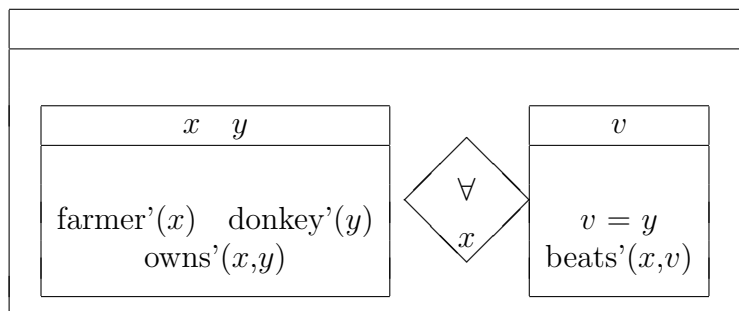 x y
v
∀
farmer’(x) donkey’(y)
v = y
x
owns’(x,y)
beats’(x,v)